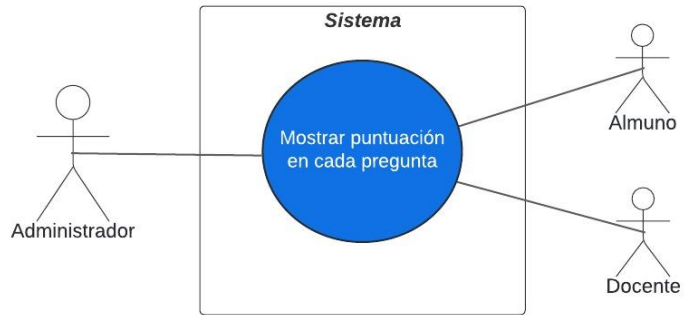 Sistema
Mostrar puntuación
en cada pregunta
Administrador
Almuno
Docente